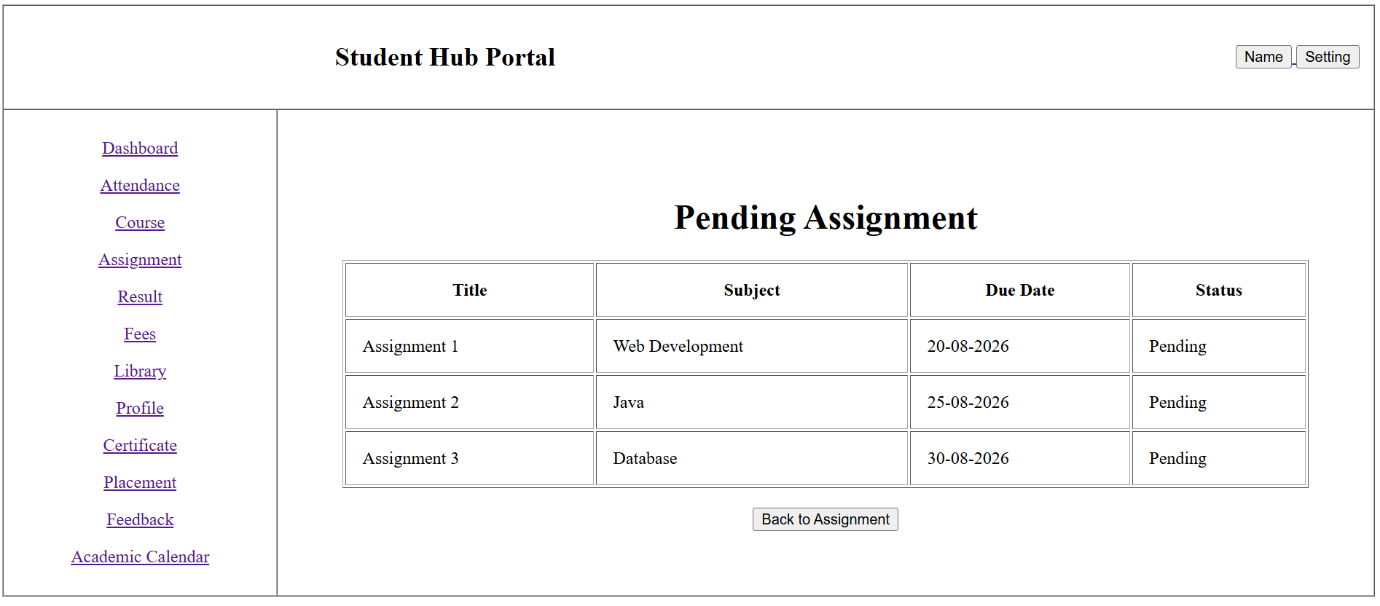 Student Hub Portal
Name Setting
Dashboard
Attendance
Course
Assignment
Result
Fees
Library
Profile
Certificate
Placement
Feedback
Academic Calendar
Pending Assignment
Title Subject Due Date Status
Assignment 1 Web Development 20-08-2026 Pending
Assignment 2 Java 25-08-2026 Pending
Assignment 3 Database 30-08-2026 Pending
Back to Assignment